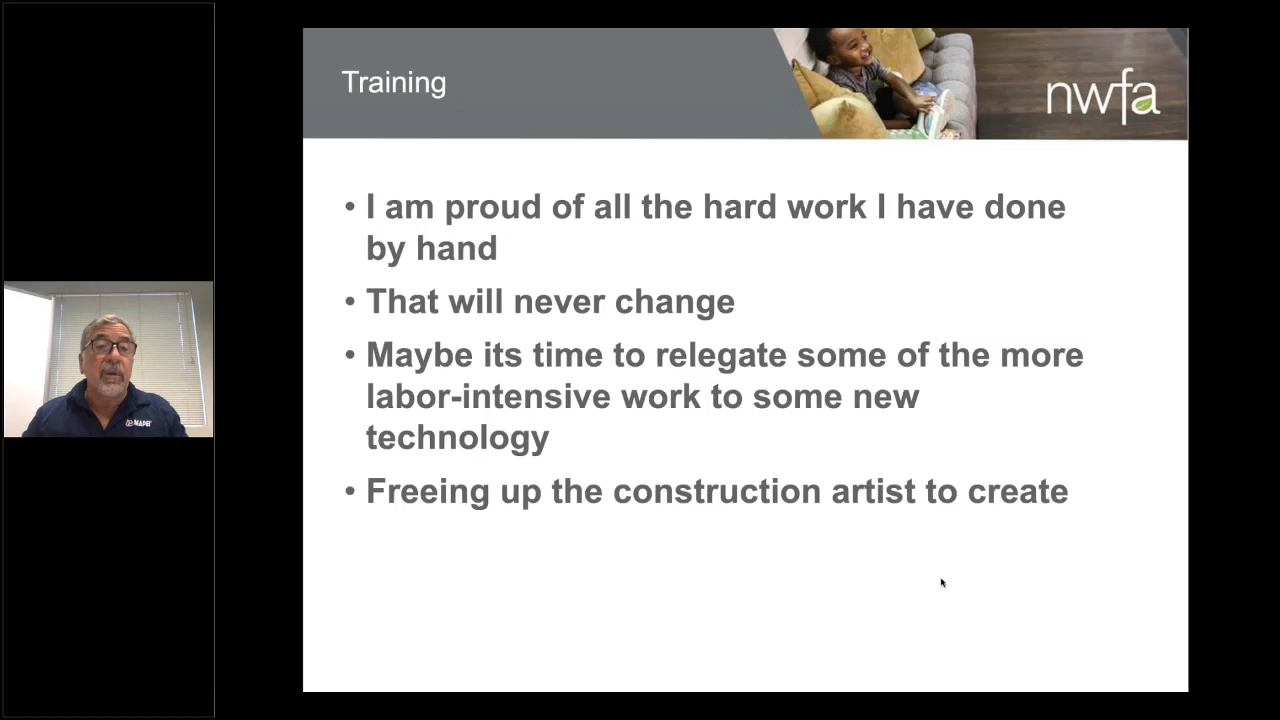 Training
nwfa
• I am proud of all the hard work I have done
by hand
• That will never change
• Maybe its time to relegate some of the more
labor-intensive work to some new
technology
• Freeing up the construction artist to create
MAPEI